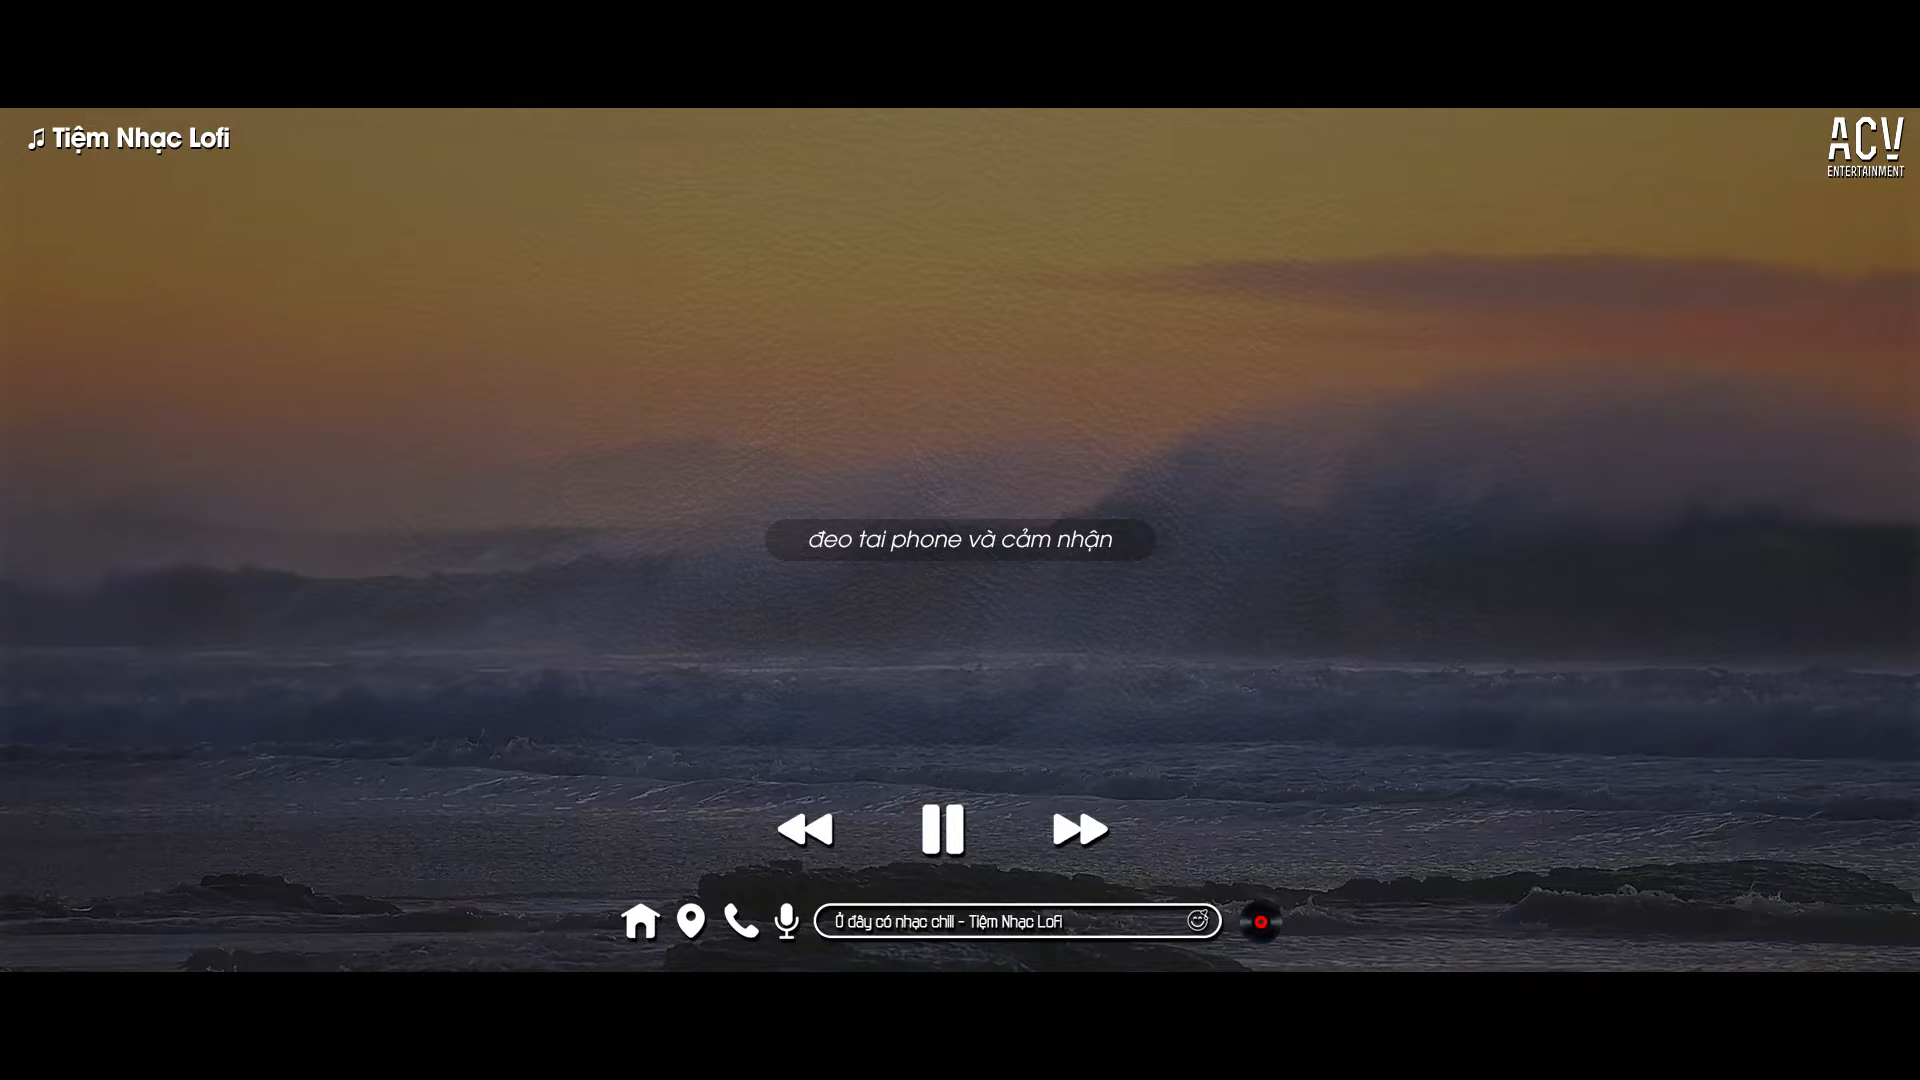 ♫ Tiệm Nhạc Lofi
ACV
ENTERTAINMENT
đeo tai phone và cảm nhận
Ở đây có nhạc chill - Tiệm Nhạc Lofi